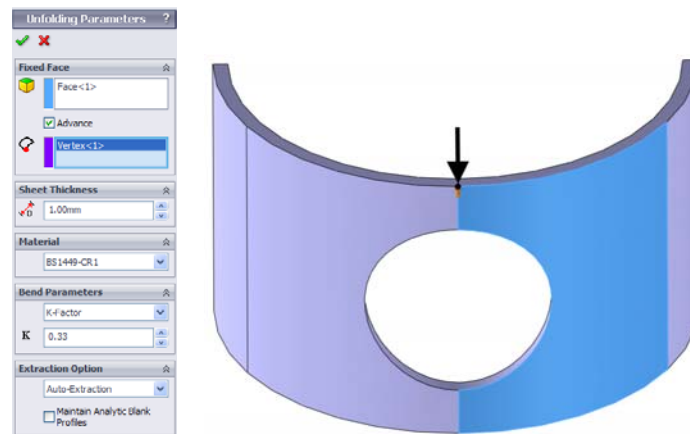 Unfolding Parameters ?
Fixed Face
Face<1>
Advance
Vertex<1>
Sheet Thickness
D 1.00mm
Material
BS1449-CR1
Bend Parameters
K-Factor
K 0.33
Extraction Option
Auto-Extraction
Maintain Analytic Blank
Profiles